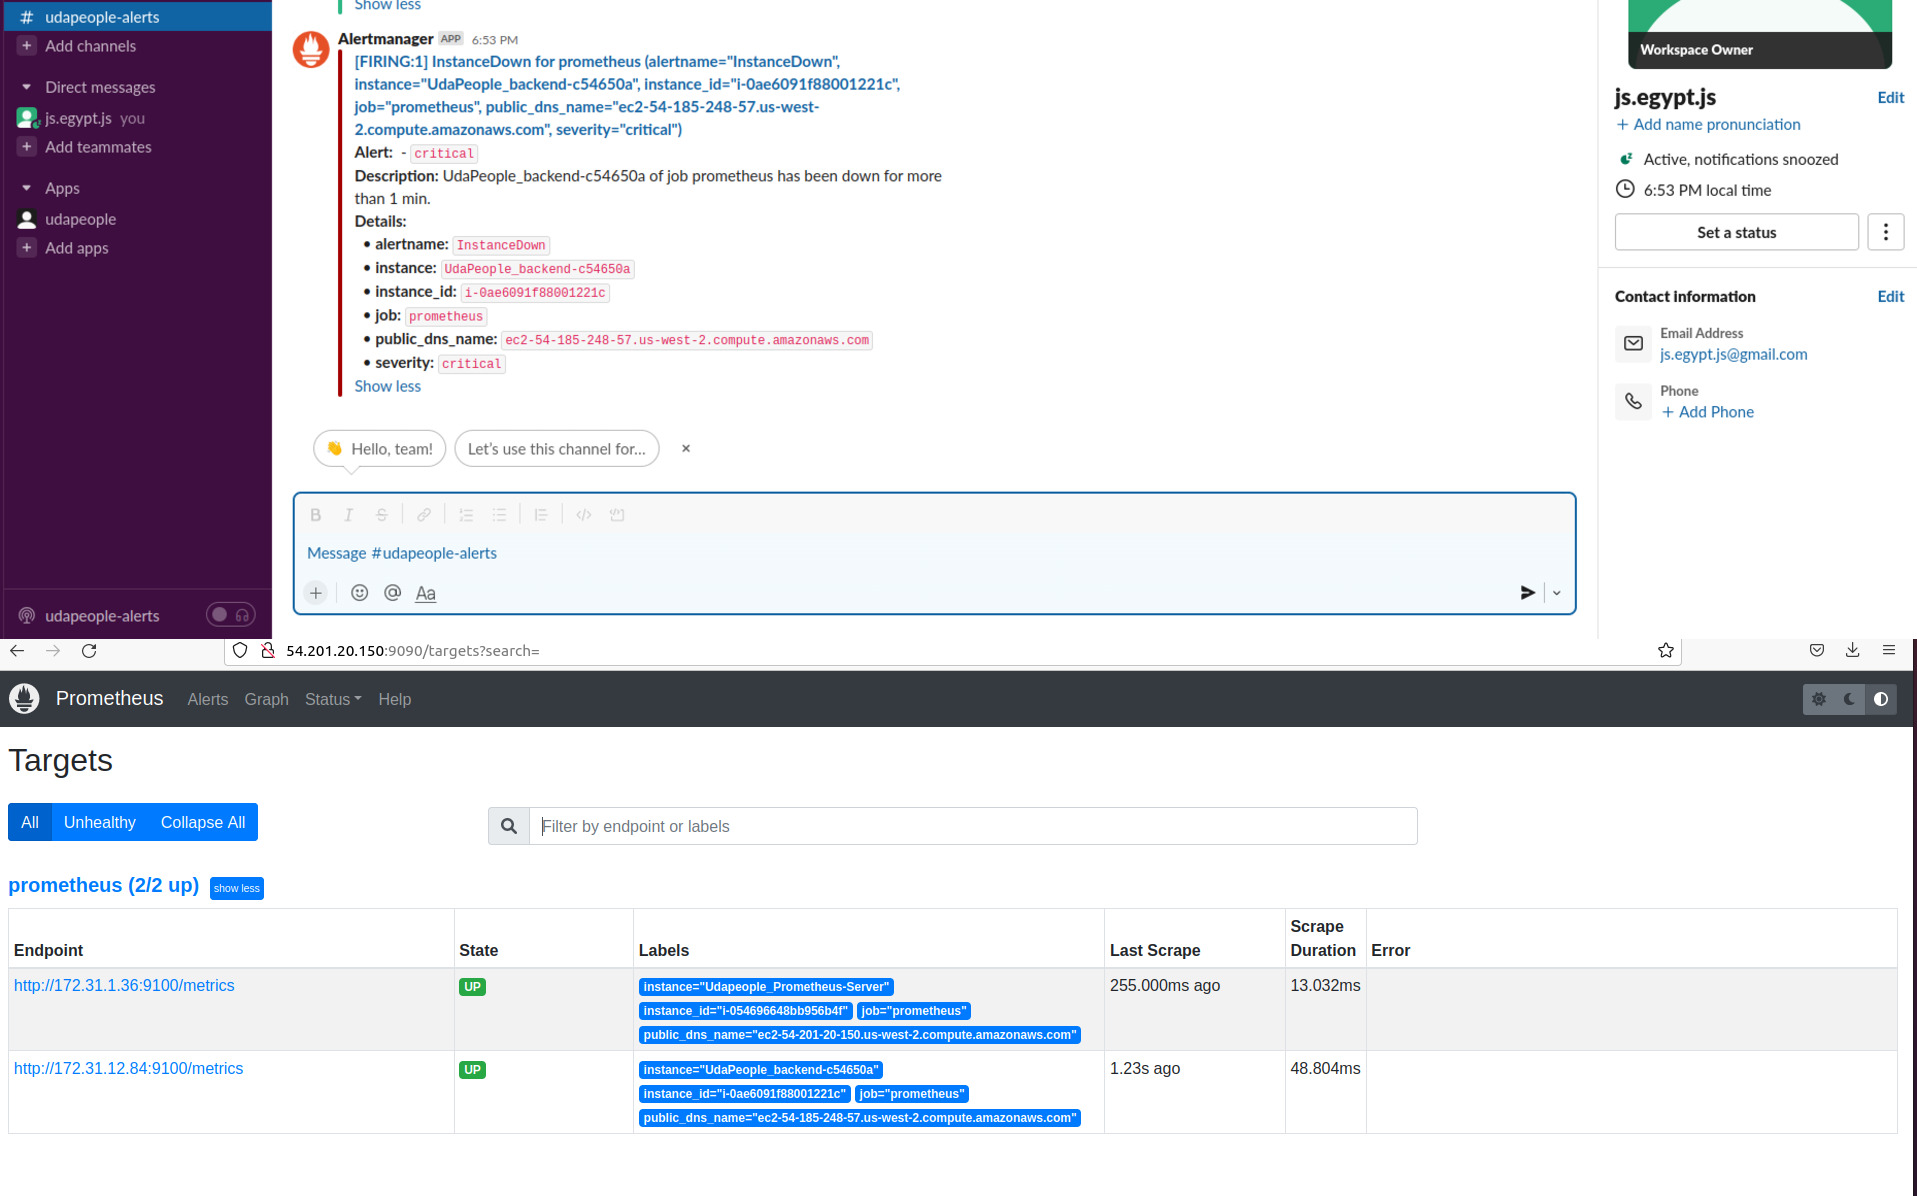 # udapeople-alerts
+ Add channels
Direct messages
js.egypt.js you
+ Add teammates
Apps
udapeople
+ Add apps
udapeople-alerts
Show less
Alertmanager APP 6:53 PM
[FIRING:1] InstanceDown for prometheus (alertname="InstanceDown",
instance="UdaPeople_backend-c54650a", instance_id="i-0ae6091f88001221c",
job="prometheus", public_dns_name="ec2-54-185-248-57.us-west-
2.compute.amazonaws.com", severity="critical")
Alert: - critical
Description: UdaPeople_backend-c54650a of job prometheus has been down for more
than 1 min.
Details:
• alertname: InstanceDown
• instance: UdaPeople_backend-c54650a
• instance_id: i-0ae6091f88001221c
• job: prometheus
• public_dns_name: ec2-54-185-248-57.us-west-2.compute.amazonaws.com
• severity: critical
Show less
👋 Hello, team!
Let's use this channel for... ×
B I S
Message #udapeople-alerts
+ @ Aa
Workspace Owner
js.egypt.js Edit
+ Add name pronunciation
Active, notifications snoozed
6:53 PM local time
Set a status
Contact information Edit
Email Address
js.egypt.js@gmail.com
Phone
+ Add Phone
54.201.20.150:9090/targets?search=
Prometheus Alerts Graph Status Help
Targets
All Unhealthy Collapse All
Filter by endpoint or labels
prometheus (2/2 up) show less
Endpoint State Labels Last Scrape Scrape Duration Error
http://172.31.1.36:9100/metrics UP instance="Udapeople_Prometheus-Server" 255.000ms ago 13.032ms
instance_id="i-054696648bb956b4f" job="prometheus"
public_dns_name="ec2-54-201-20-150.us-west-2.compute.amazonaws.com"
http://172.31.12.84:9100/metrics UP instance="UdaPeople_backend-c54650a" 1.23s ago 48.804ms
instance_id="i-0ae6091f88001221c" job="prometheus"
public_dns_name="ec2-54-185-248-57.us-west-2.compute.amazonaws.com"